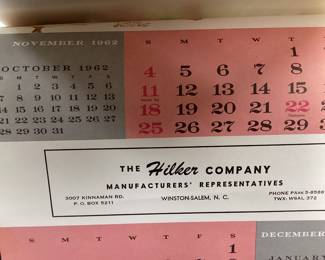 NOVEMBER 1962
OCTOBER 1962
S M T W T F S
1 2 3 4 5 6
7 8 9 10 11 12 13
14 15 16 17 18 19 20
21 22 23 24 25 26 27
28 29 30 31
S M T W T
1
4 5 6 7 8
11 12 13 14 15
18 19 20 21 22
25 26 27 28 29
THE Hilker COMPANY
MANUFACTURERS' REPRESENTATIVES
3007 KINNAMAN RD.
P. O. BOX 5211
WINSTON-SALEM, N. C.
TWX: WSAL 372
DECEMBER
JANUARY
S M T W T F S
1